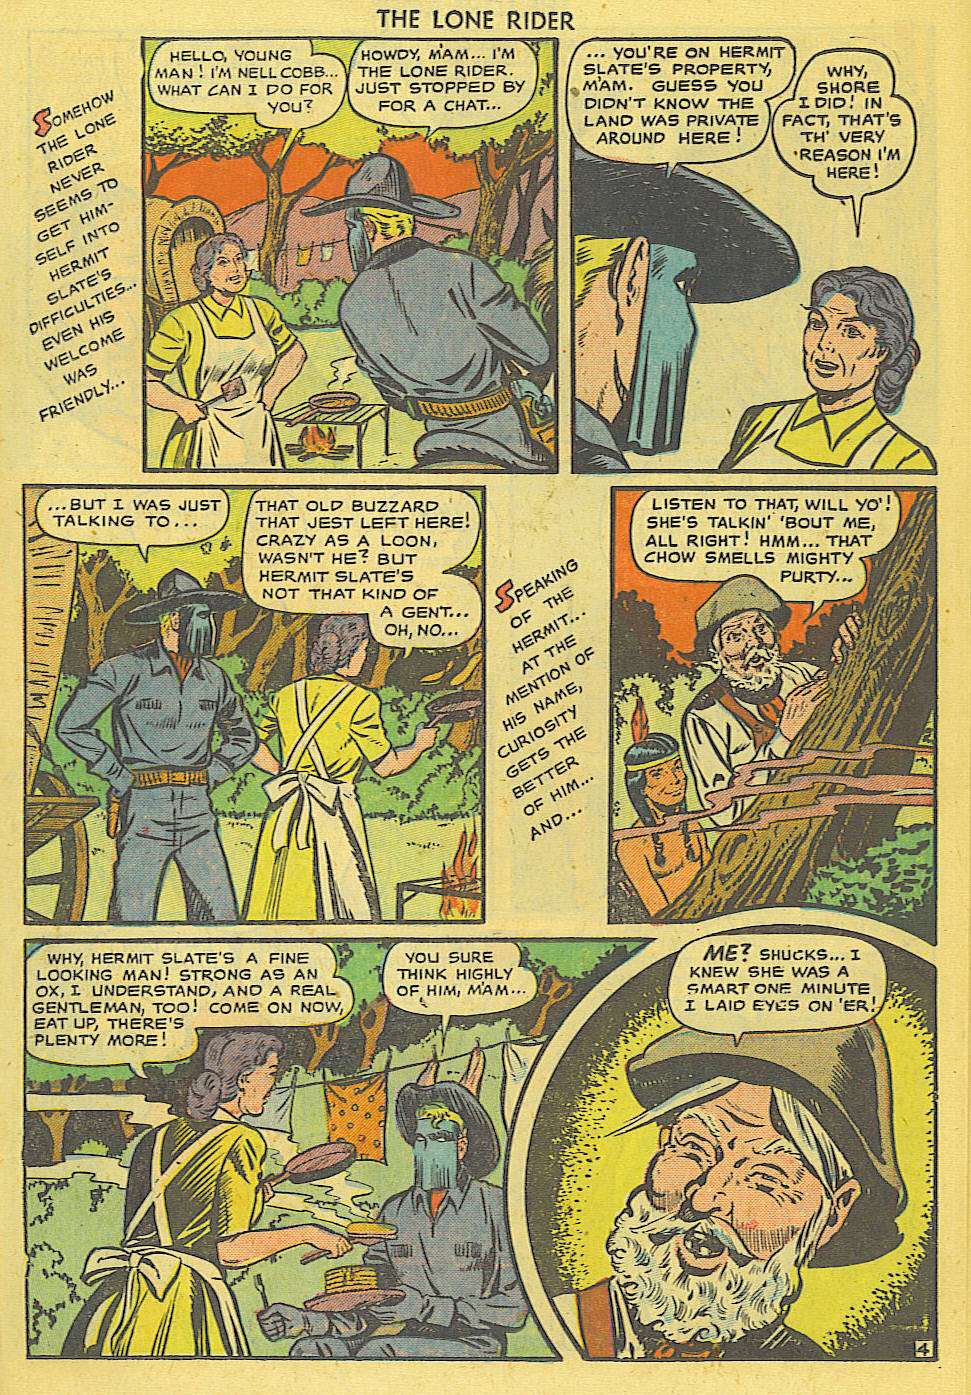 THE LONE RIDER
SOMEHOW
THE LONE
RIDER
NEVER
SEEMS TO
GET HIM-
SELF INTO
HERMIT
SLATE'S
DIFFICULTIES...
EVEN HIS
WELCOME
WAS
FRIENDLY...
HELLO, YOUNG
MAN! I'M NELL COBB...
WHAT CAN I DO FOR
YOU?
HOWDY, M'AM... I'M
THE LONE RIDER.
JUST STOPPED BY
FOR A CHAT...
... YOU'RE ON HERMIT
SLATE'S PROPERTY,
M'AM. GUESS YOU
DIDN'T KNOW THE
LAND WAS PRIVATE
AROUND HERE!
WHY,
SHORE
I DID! IN
FACT, THAT'S
TH' VERY
REASON I'M
HERE!
...BUT I WAS JUST
TALKING TO...
THAT OLD BUZZARD
THAT JEST LEFT HERE!
CRAZY AS A LOON,
WASN'T HE? BUT
HERMIT SLATE'S
NOT THAT KIND OF
A GENT...
OH, NO...
SPEAKING
OF THE
HERMIT...
AT THE
MENTION OF
HIS NAME,
CURIOSITY
GETS THE
BETTER
OF HIM...
AND...
LISTEN TO THAT, WILL YO'!
SHE'S TALKIN' 'BOUT ME,
ALL RIGHT! HMM... THAT
CHOW SMELLS MIGHTY
PURTY...
WHY, HERMIT SLATE'S A FINE
LOOKING MAN! STRONG AS AN
OX, I UNDERSTAND, AND A REAL
GENTLEMAN, TOO! COME ON NOW,
EAT UP, THERE'S
PLENTY MORE!
YOU SURE
THINK HIGHLY
OF HIM, M'AM...
ME? SHUCKS... I
KNEW SHE WAS A
SMART ONE MINUTE
I LAID EYES ON 'ER!
4